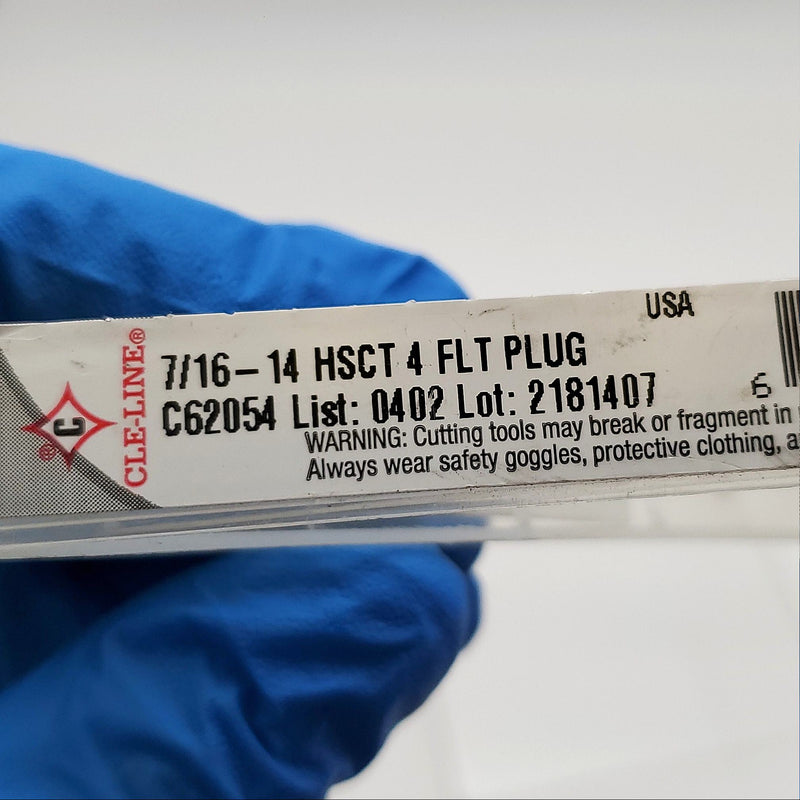 USA
7/16-14 HSCT 4 FLT PLUG
C62054 List: 0402 Lot: 2181407
6
WARNING: Cutting tools may break or fragment in
Always wear safety goggles, protective clothing,
CLE-LINE®
C
®